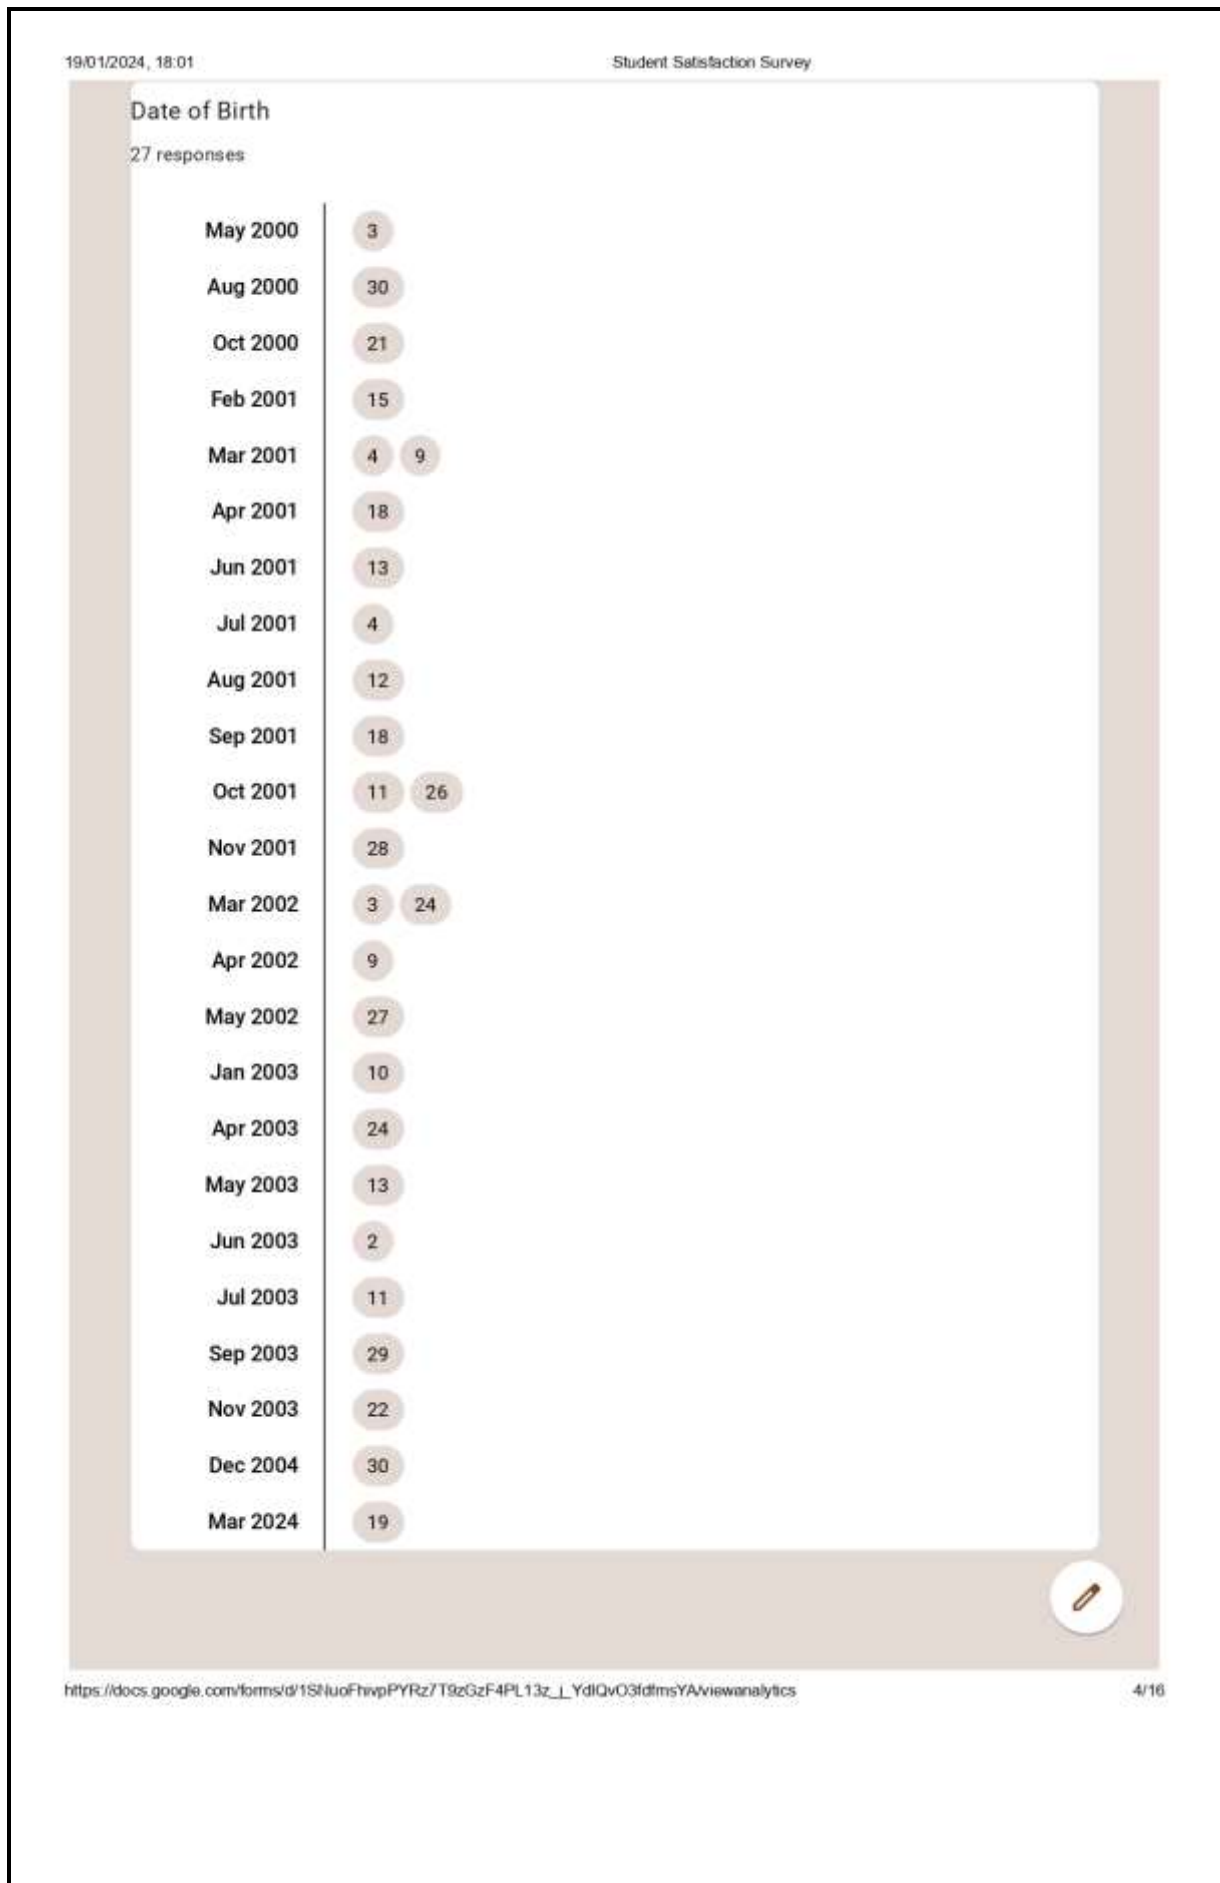 19/01/2024, 18:01 Student Satisfaction Survey
Date of Birth
27 responses
May 2000 3
Aug 2000 30
Oct 2000 21
Feb 2001 15
Mar 2001 4 9
Apr 2001 18
Jun 2001 13
Jul 2001 4
Aug 2001 12
Sep 2001 18
Oct 2001 11 26
Nov 2001 28
Mar 2002 3 24
Apr 2002 9
May 2002 27
Jan 2003 10
Apr 2003 24
May 2003 13
Jun 2003 2
Jul 2003 11
Sep 2003 29
Nov 2003 22
Dec 2004 30
Mar 2024 19
4/16